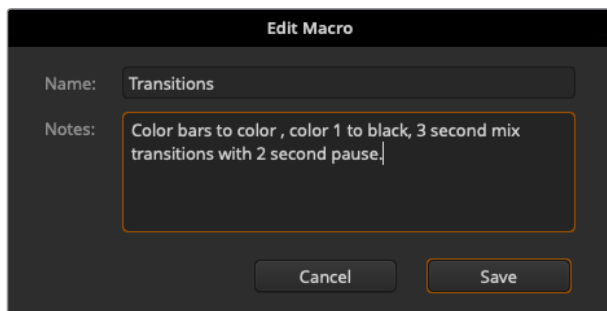 Edit Macro
Name: Transitions
Notes: Color bars to color , color 1 to black, 3 second mix
transitions with 2 second pause.
Cancel Save